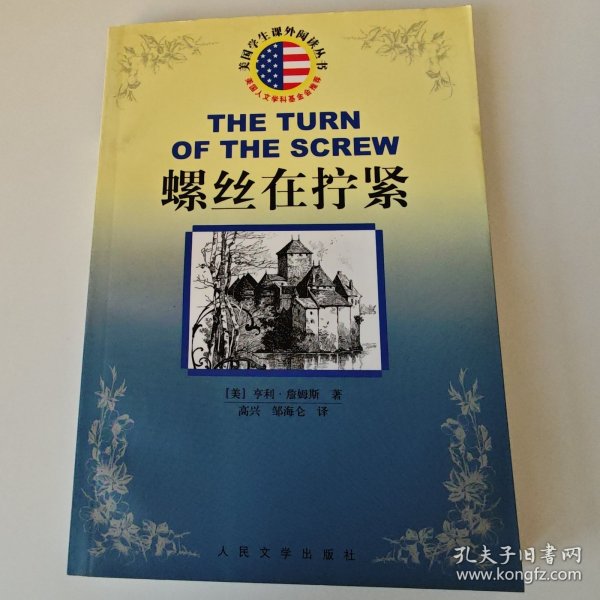 美国学生课外阅读丛书
美国人文学科基金会推荐
THE TURN
OF THE SCREW
螺丝在拧紧
[美] 亨利·詹姆斯 著
高兴 邹海仑 译
人民文学出版社
孔夫子旧书网
www.kongfz.com